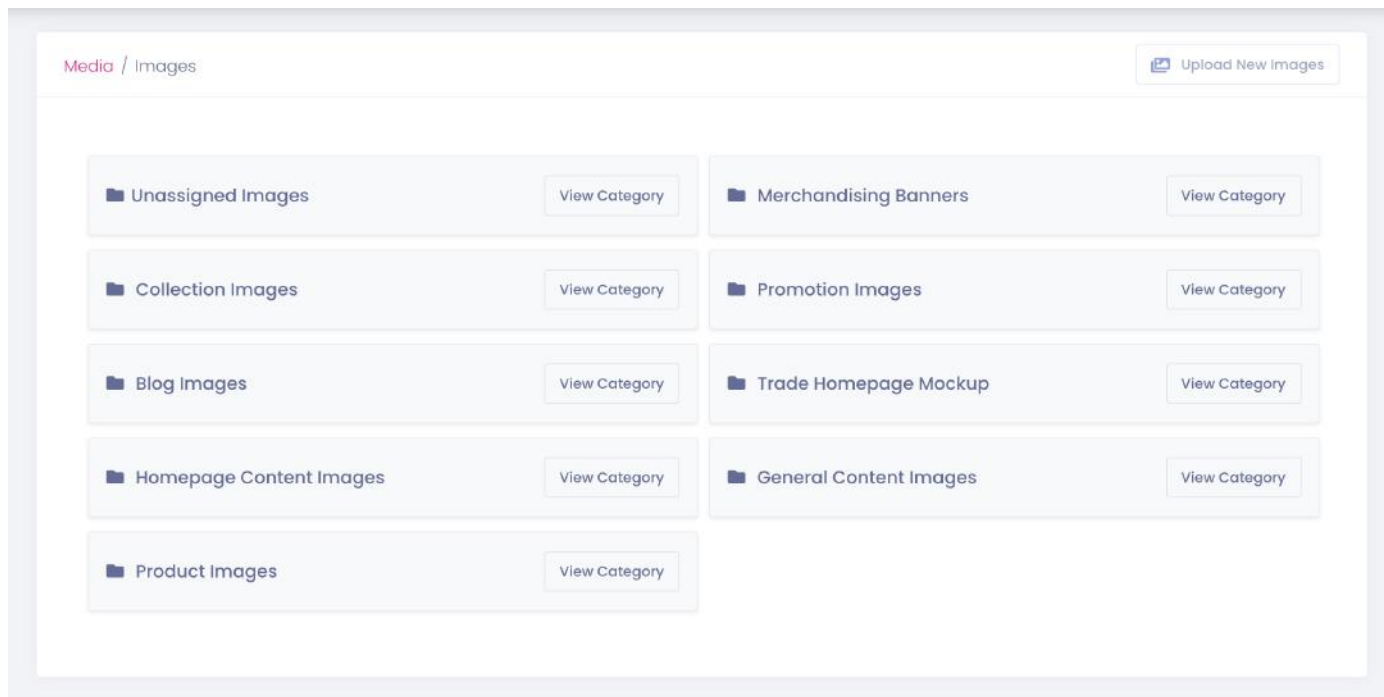 Media / Images
Upload New Images
Unassigned Images
View Category
Merchandising Banners
View Category
Collection Images
View Category
Promotion Images
View Category
Blog Images
View Category
Trade Homepage Mockup
View Category
Homepage Content Images
View Category
General Content Images
View Category
Product Images
View Category